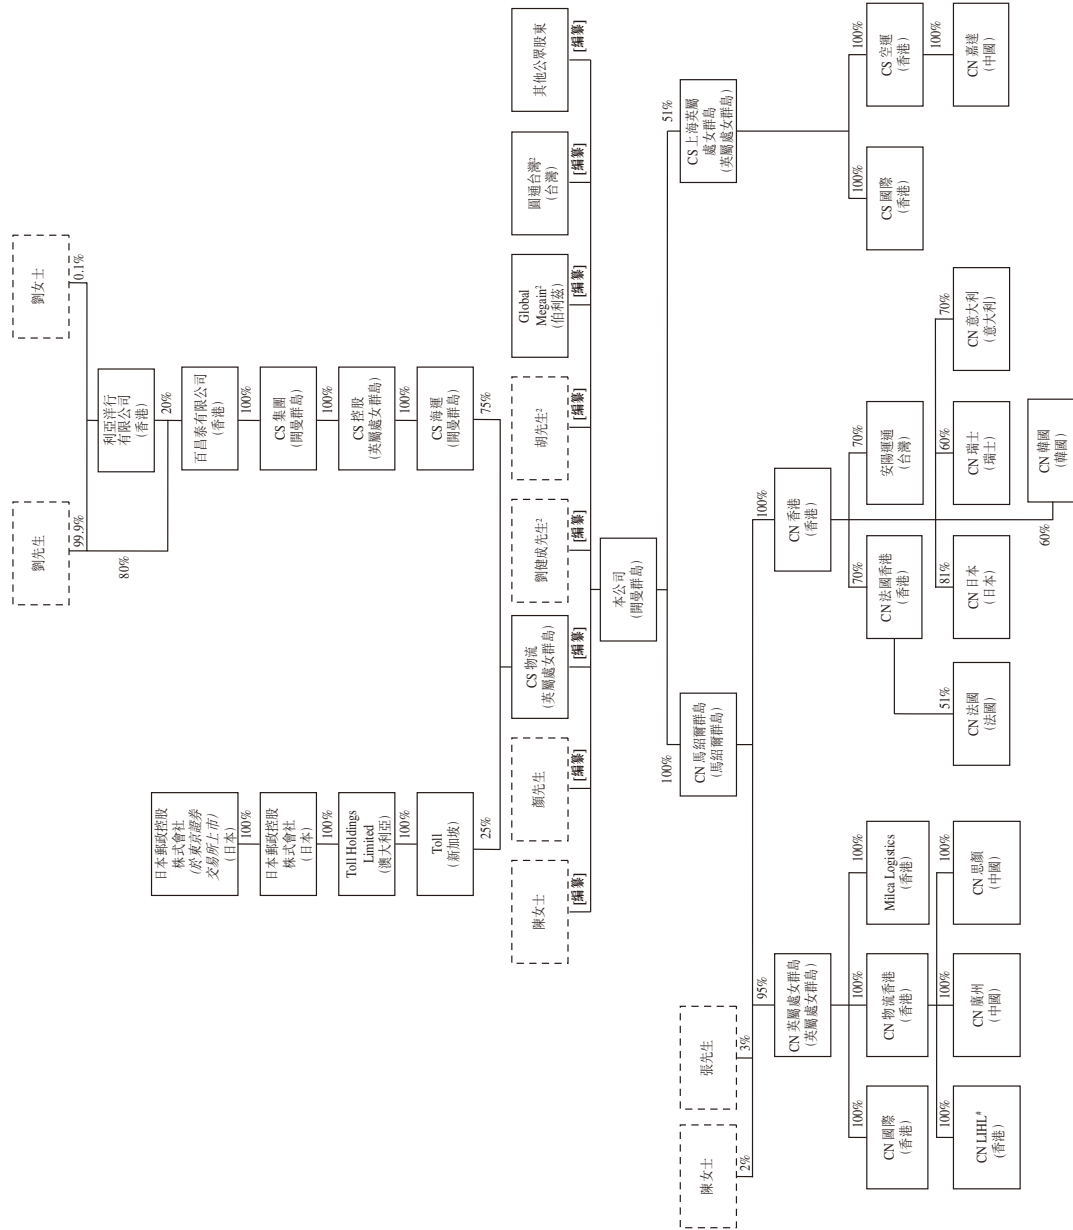 劉先生
劉女士
99.9%
0.1%
利亞洋行
有限公司
(香港)
80%
20%
百昌泰有限公司
(香港)
100%
CS 集團
(開曼群島)
100%
CS 控股
(英屬處女群島)
100%
CS 海運
(開曼群島)
75%
日本郵政控股
株式會社
(於東京證券
交易所上市)
(日本)
100%
日本郵政控股
株式會社
(日本)
100%
Toll Holdings
Limited
(澳大利亞)
100%
Toll
(新加坡)
25%
陳女士
顏先生
CS 物流
(英屬處女群島)
劉健成先生²
胡先生²
Global
Megain²
(伯利茲)
圓通台灣²
(台灣)
其他公眾股東
[編纂]
[編纂]
[編纂]
[編纂]
[編纂]
[編纂]
[編纂]
[編纂]
本公司
(開曼群島)
100%
51%
CN 馬紹爾群島
(馬紹爾群島)
CS 上海英屬
處女群島
(英屬處女群島)
陳女士
張先生
2%
3%
95%
100%
CN 英屬處女群島
(英屬處女群島)
CN 香港
(香港)
100%
100%
100%
70%
70%
100%
100%
CN 國際
(香港)
CN 物流香港
(香港)
Milca Logistics
(香港)
CN 法國香港
(香港)
安陽運通
(台灣)
CS 國際
(香港)
CS 空運
(香港)
100%
100%
100%
51%
81%
60%
70%
100%
CN LIHL#
(香港)
CN 廣州
(中國)
CN 思顏
(中國)
CN 法國
(法國)
CN 日本
(日本)
CN 瑞士
(瑞士)
CN 意大利
(意大利)
CN 嘉達
(中國)
60%
CN 韓國
(韓國)